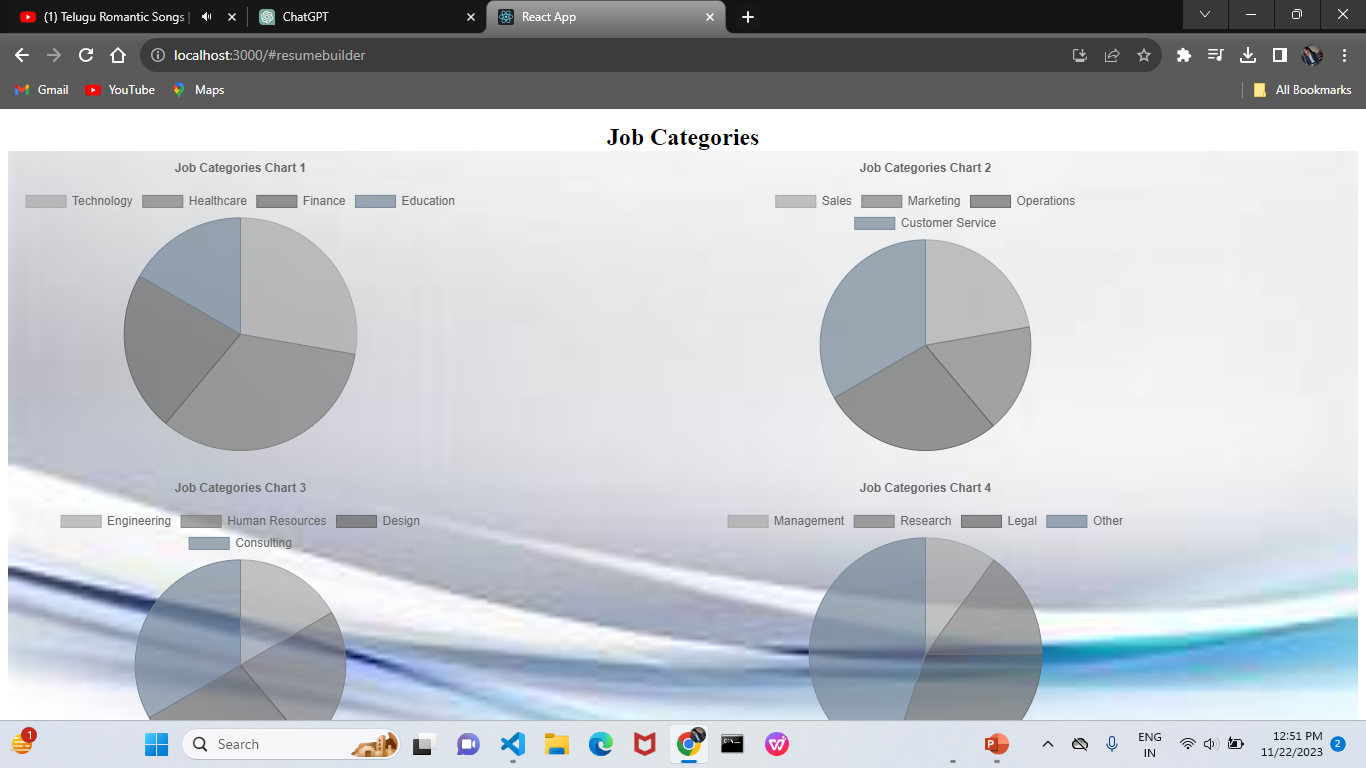 (1) Telugu Romantic Songs |
ChatGPT
React App
localhost:3000/#resumebuilder
Gmail
YouTube
Maps
All Bookmarks
Job Categories
Job Categories Chart 1
Technology
Healthcare
Finance
Education
Job Categories Chart 2
Sales
Marketing
Operations
Customer Service
Job Categories Chart 3
Engineering
Human Resources
Design
Consulting
Job Categories Chart 4
Management
Research
Legal
Other
1
Search
ENG
IN
12:51 PM
11/22/2023
2